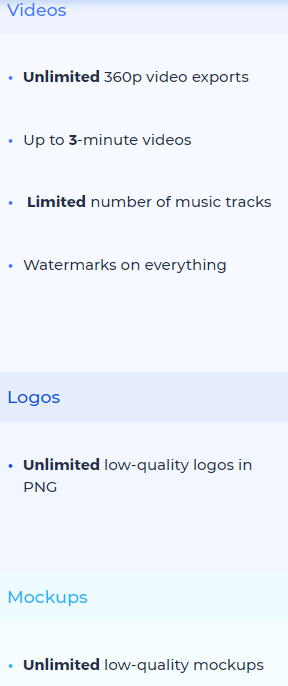 Videos
Unlimited 360p video exports
Up to 3-minute videos
Limited number of music tracks
Watermarks on everything
Logos
Unlimited low-quality logos in
PNG
Mockups
Unlimited low-quality mockups